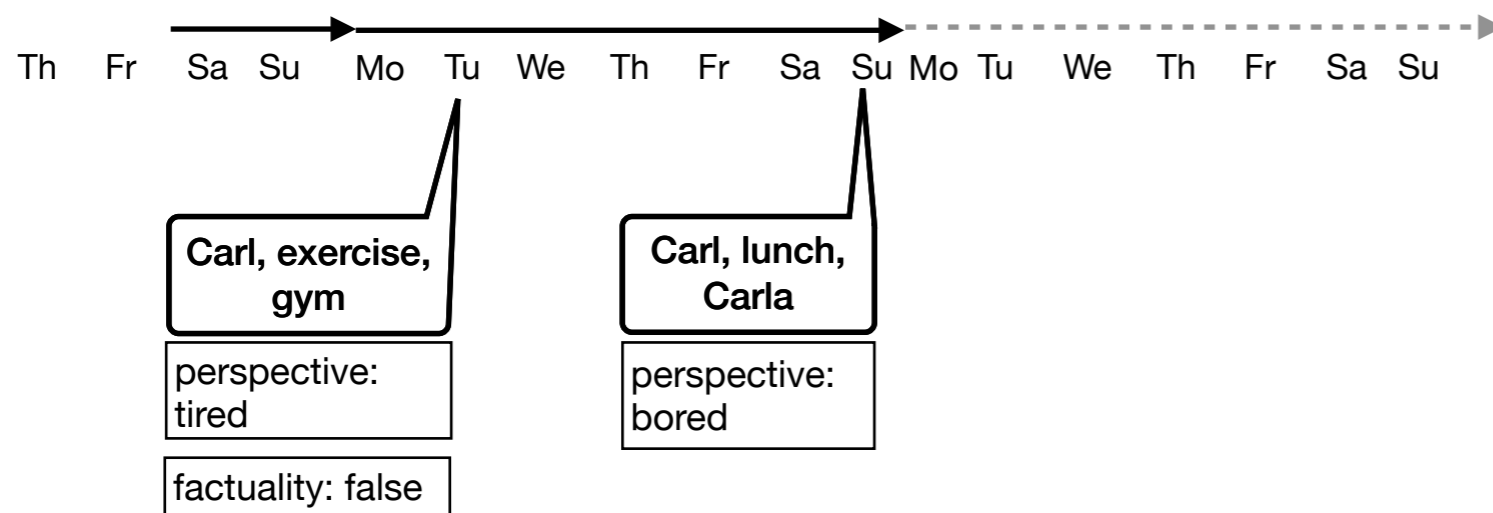 Th Fr Sa Su Mo Tu We Th Fr Sa Su Mo Tu We Th Fr Sa Su
Carl, exercise,
gym
perspective:
tired
factuality: false
Carl, lunch,
Carla
perspective:
bored